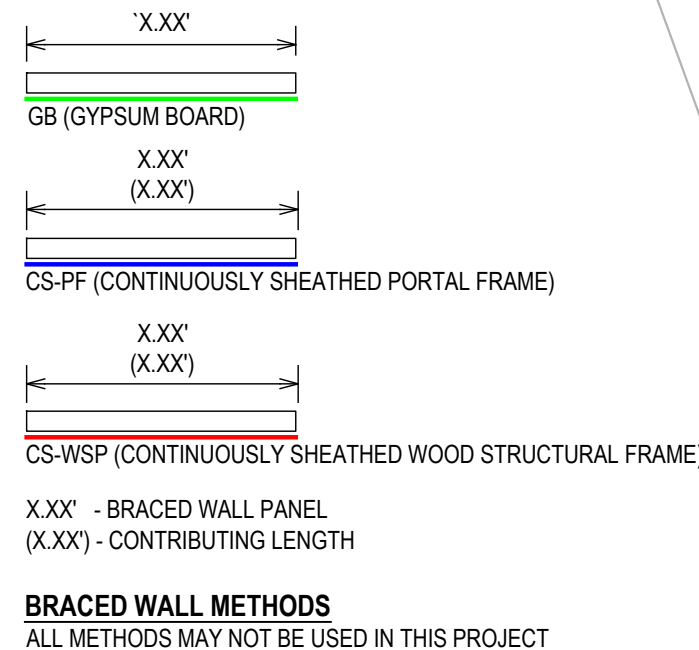 `X.XX'
GB (GYPSUM BOARD)
X.XX'
(X.XX')
CS-PF (CONTINUOUSLY SHEATHED PORTAL FRAME)
X.XX'
(X.XX')
CS-WSP (CONTINUOUSLY SHEATHED WOOD STRUCTURAL FRAME)
X.XX' - BRACED WALL PANEL
(X.XX') - CONTRIBUTING LENGTH
BRACED WALL METHODS
ALL METHODS MAY NOT BE USED IN THIS PROJECT